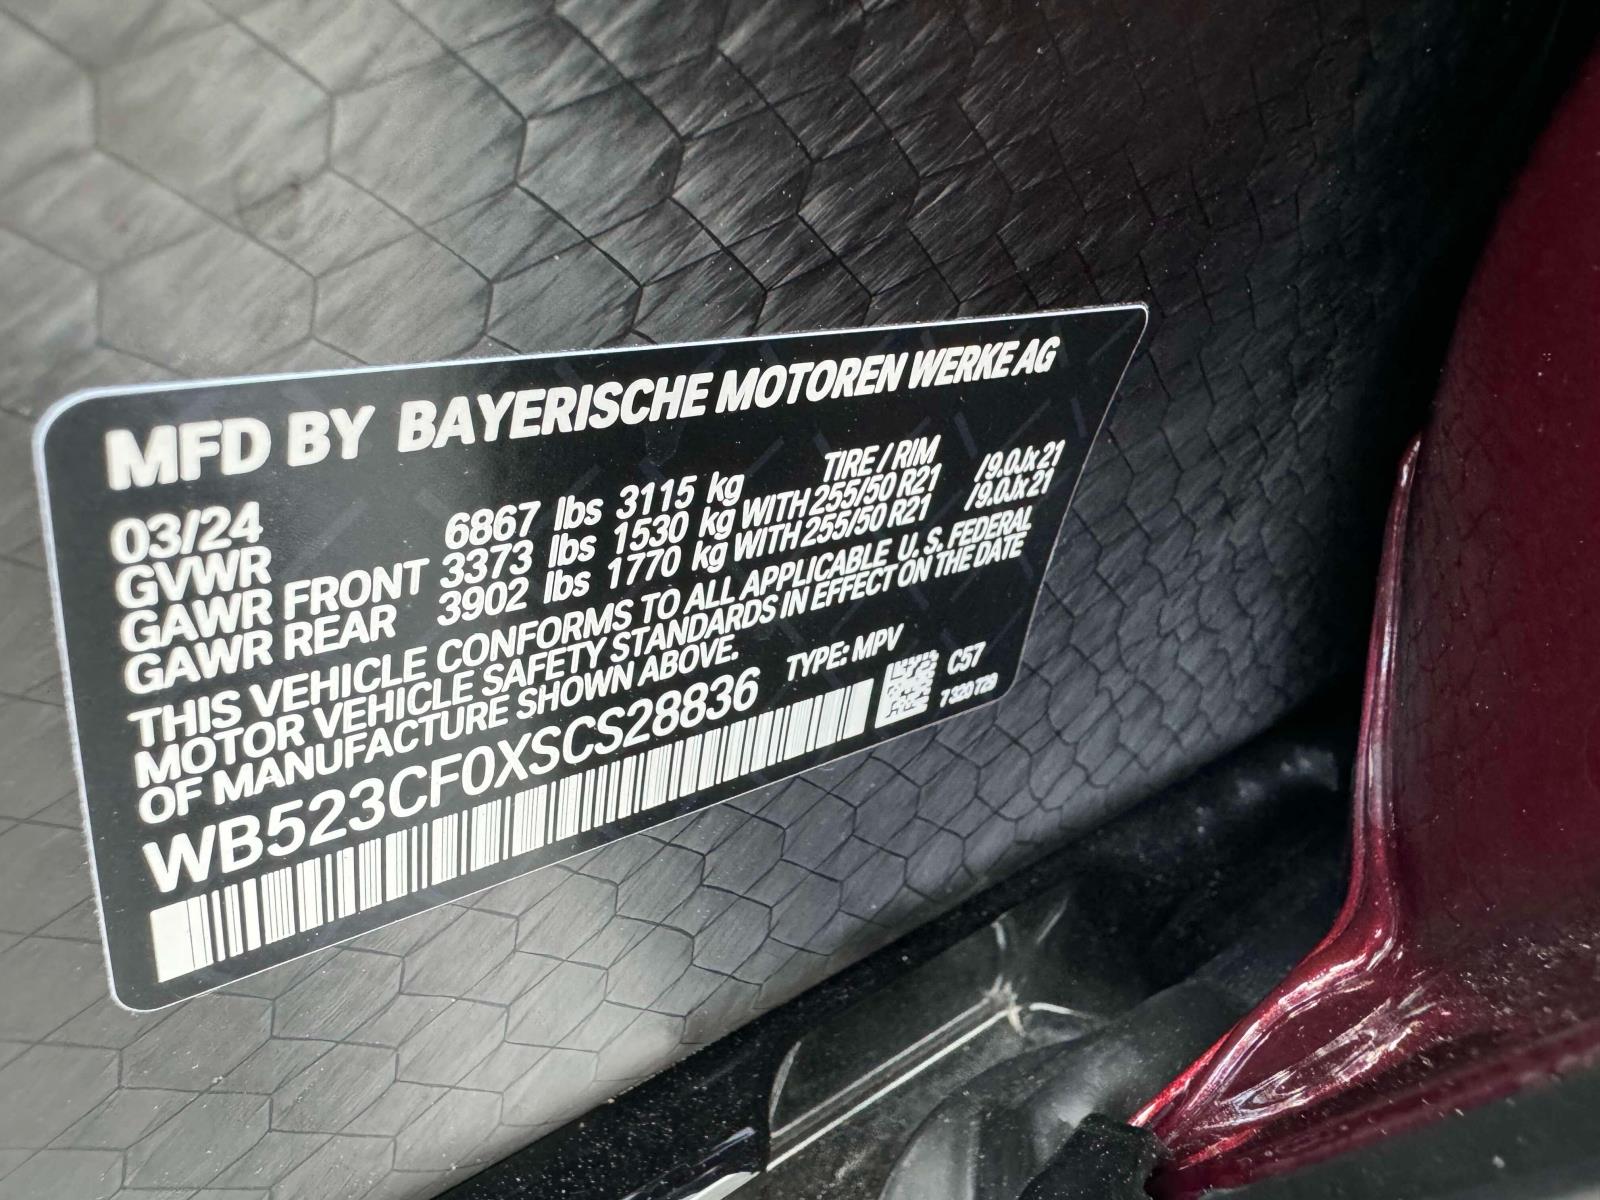 MFD BY BAYERISCHE MOTOREN WERKE AG
03/24 TIRE / RIM
GVWR 6867 lbs 3115 kg
GAWR FRONT 3373 lbs 1530 kg WITH 255/50 R21 /9.0Jx21
GAWR REAR 3902 lbs 1770 kg WITH 255/50 R21 /9.0Jx21
THIS VEHICLE CONFORMS TO ALL APPLICABLE U. S. FEDERAL
MOTOR VEHICLE SAFETY STANDARDS IN EFFECT ON THE DATE
OF MANUFACTURE SHOWN ABOVE.
WB523CF0XSCS28836 TYPE: MPV C57
7 320 T29